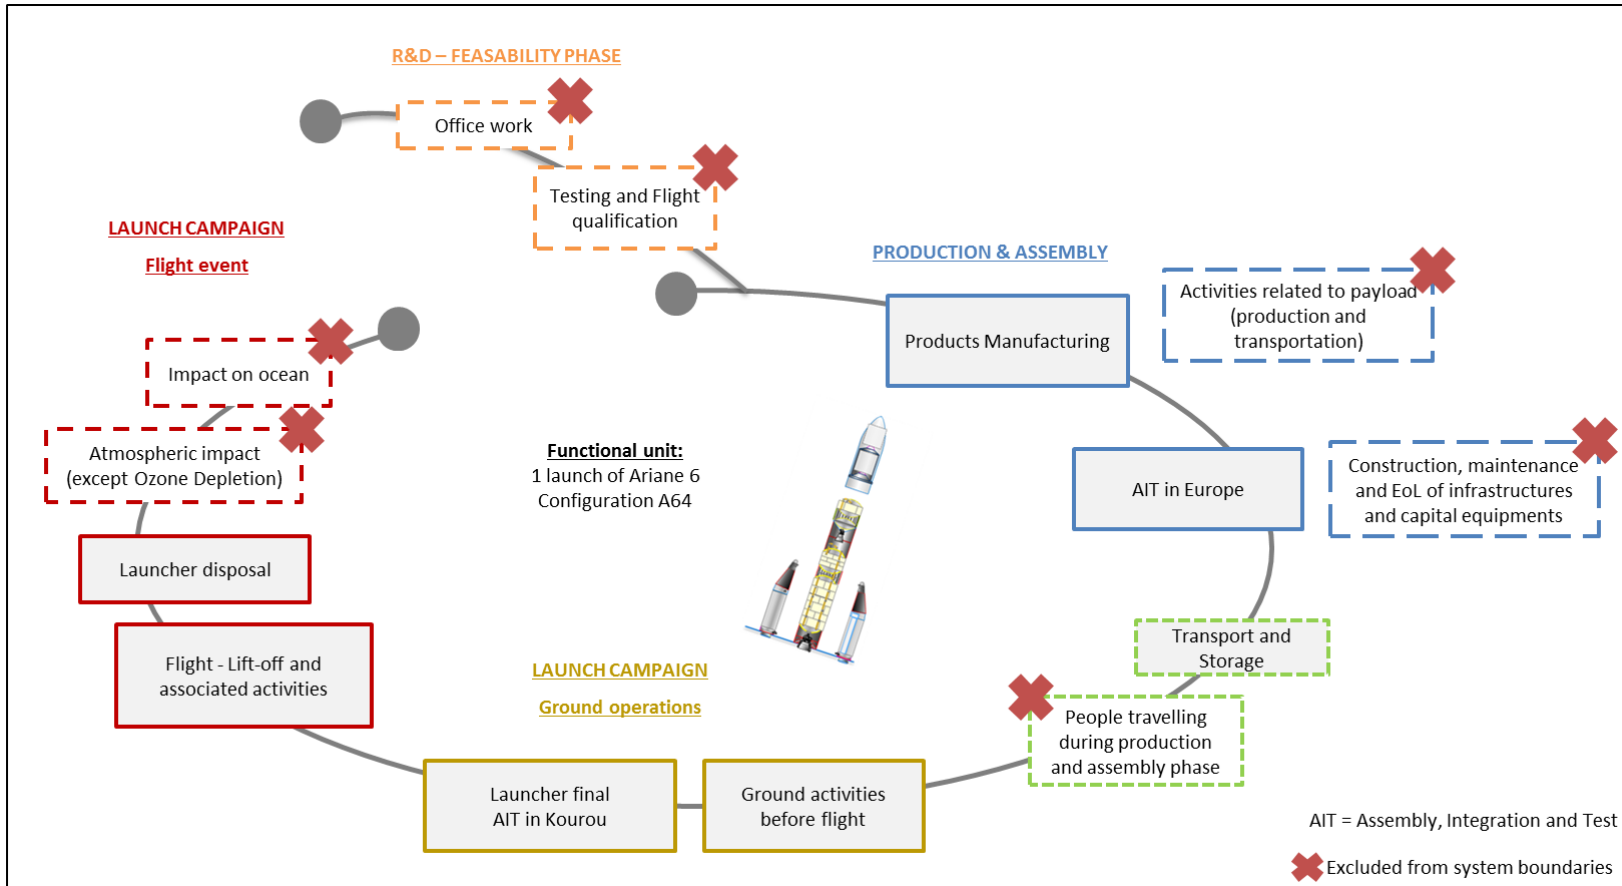 R&D – FEASABILITY PHASE
Office work
Testing and Flight
qualification
LAUNCH CAMPAIGN
Flight event
PRODUCTION & ASSEMBLY
Activities related to payload
(production and
transportation)
Products Manufacturing
Impact on ocean
Atmospheric impact
(except Ozone Depletion)
Functional unit:
1 launch of Ariane 6
Configuration A64
AIT in Europe
Construction, maintenance
and EoL of infrastructures
and capital equipments
Launcher disposal
Flight - Lift-off and
associated activities
Transport and
Storage
LAUNCH CAMPAIGN
Ground operations
People travelling
during production
and assembly phase
Launcher final
AIT in Kourou
Ground activities
before flight
AIT = Assembly, Integration and Test
Excluded from system boundaries